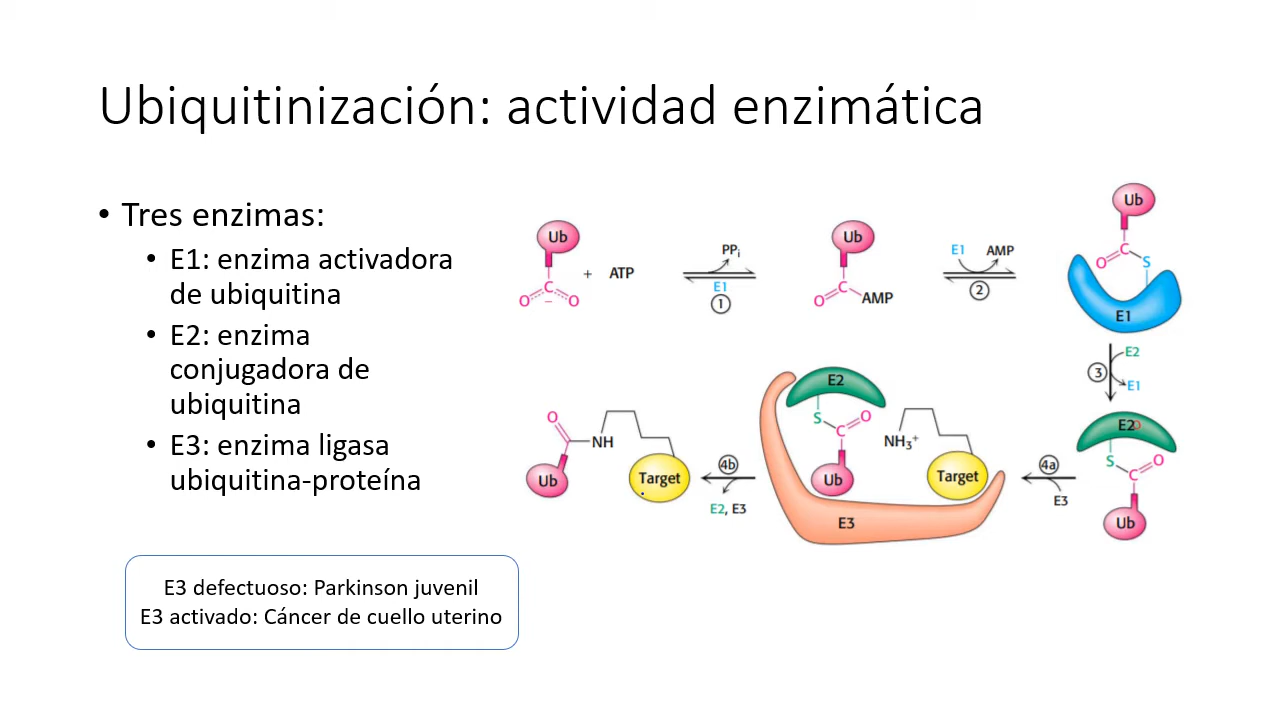 Ubiquitinización: actividad enzimática
• Tres enzimas:
• E1: enzima activadora
de ubiquitina
• E2: enzima
conjugadora de
ubiquitina
• E3: enzima ligasa
ubiquitina-proteína
E3 defectuoso: Parkinson juvenil
E3 activado: Cáncer de cuello uterino
Ub
C
O O
−
+ ATP
PPi
E1
1
Ub
C
O AMP
E1 AMP
2
Ub
C
O S
E1
3
E2
E1
E2
S O
C
Ub
4a
E3
E2
S O
C
Ub
NH3+
Target
E3
4b
E2, E3
O
NH
Ub
Target